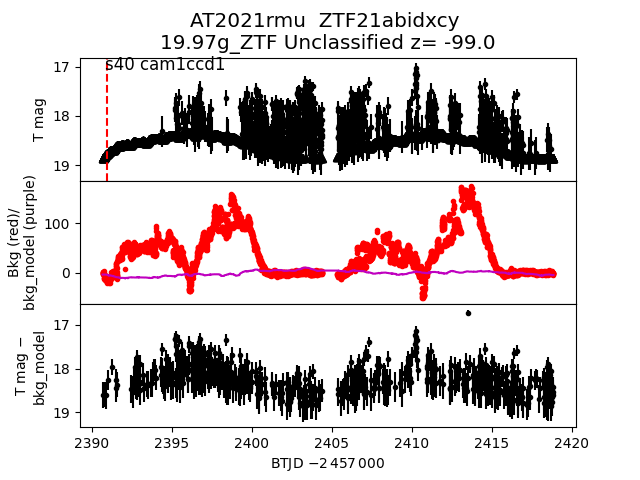 AT2021rmu  ZTF21abidxcy
19.97g_ZTF Unclassified z= -99.0
s40 cam1ccd1
17
18
19
T mag
100
0
Bkg (red)/
bkg_model (purple)
17
18
19
T mag −
bkg_model
2390
2395
2400
2405
2410
2415
2420
BTJD −2 457 000